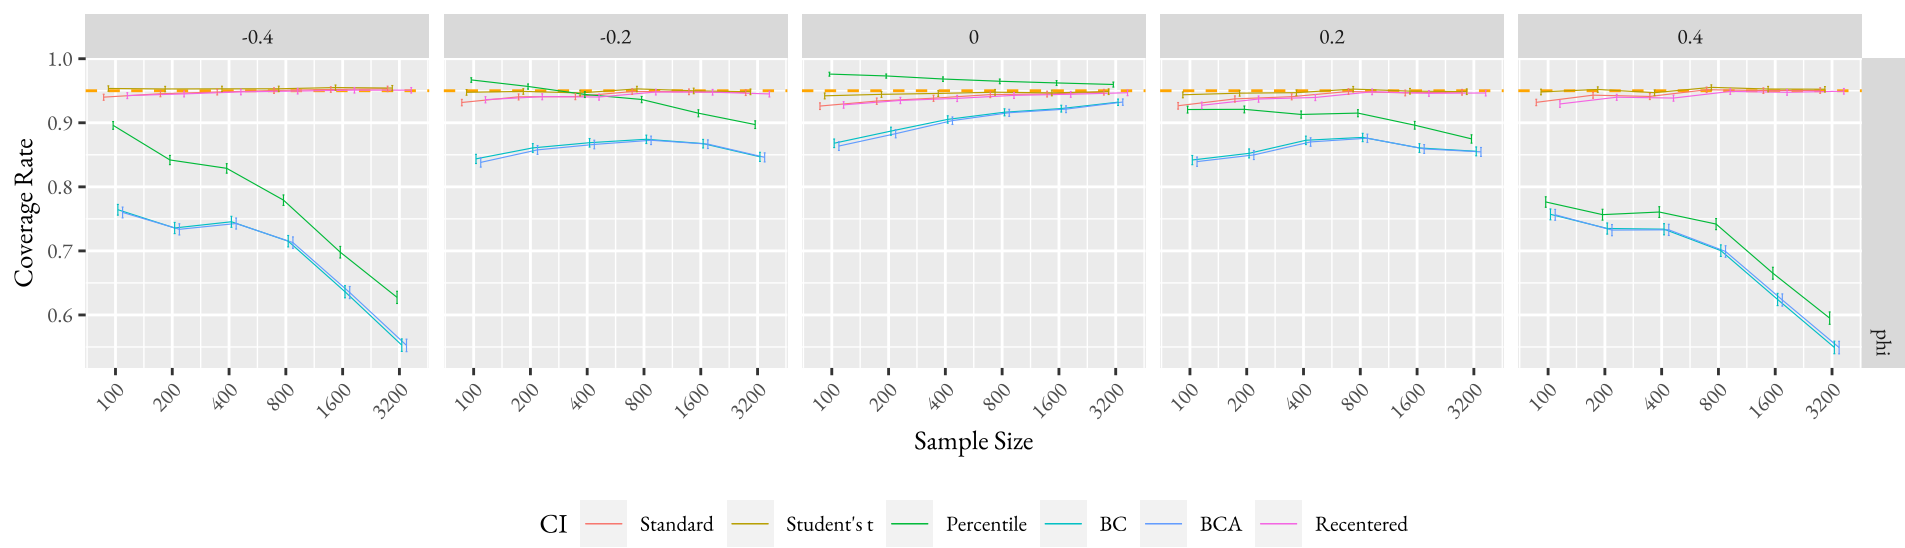 -0.4 -0.2 0 0.2 0.4
1.0
0.9
0.8
0.7
0.6
Coverage Rate
phi
100 200 400 800 1600 3200 100 200 400 800 1600 3200 100 200 400 800 1600 3200 100 200 400 800 1600 3200 100 200 400 800 1600 3200
Sample Size
CI Standard Student's t Percentile BC BCA Recentered